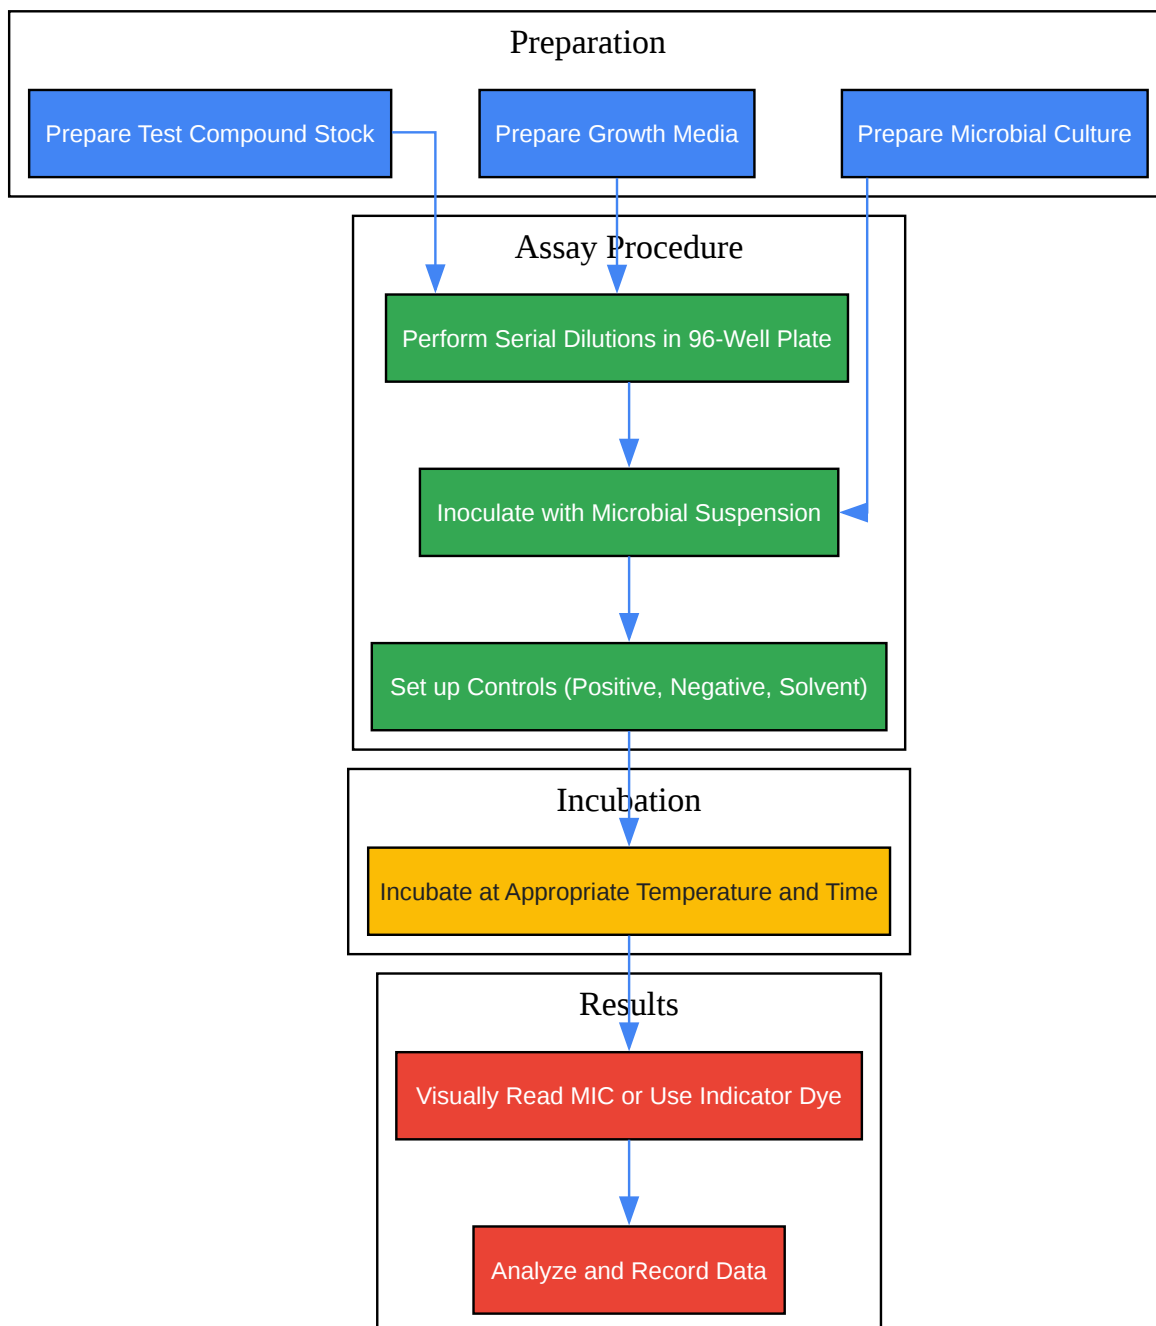 Preparation
Prepare Test Compound Stock
Prepare Growth Media
Prepare Microbial Culture
Assay Procedure
Perform Serial Dilutions in 96-Well Plate
Inoculate with Microbial Suspension
Set up Controls (Positive, Negative, Solvent)
Incubation
Incubate at Appropriate Temperature and Time
Results
Visually Read MIC or Use Indicator Dye
Analyze and Record Data